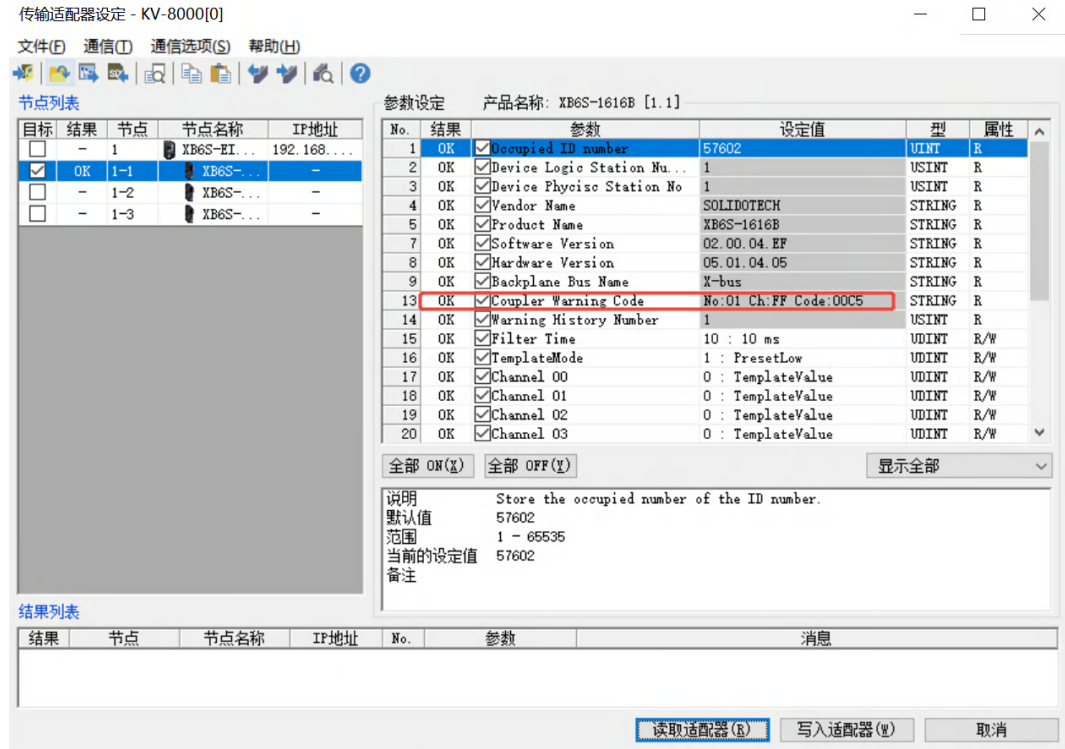 传输适配器设定 - KV-8000[0]
文件(F) 通信(T) 通信选项(S) 帮助(H)
节点列表
目标 结果 节点 节点名称 IP地址
- 1 XB6S-EI... 192.168....
OK 1-1 XB6S-... -
- 1-2 XB6S-... -
- 1-3 XB6S-... -
参数设定 产品名称: XB6S-1616B [1.1]
No. 结果 参数 设定值 型 属性
1 OK Occupied ID number 57602 UINT R
2 OK Device Logic Station Nu... 1 USINT R
3 OK Device Phycisc Station No 1 USINT R
4 OK Vendor Name SOLIDOTECH STRING R
5 OK Product Name XB6S-1616B STRING R
7 OK Software Version 02.00.04.EF STRING R
8 OK Hardware Version 05.01.04.05 STRING R
9 OK Backplane Bus Name X-bus STRING R
13 OK Coupler Warning Code No:01 Ch:FF Code:00C5 STRING R
14 OK Warning History Number 1 USINT R
15 OK Filter Time 10 : 10 ms UDINT R/W
16 OK TemplateMode 1 : PresetLow UDINT R/W
17 OK Channel 00 0 : TemplateValue UDINT R/W
18 OK Channel 01 0 : TemplateValue UDINT R/W
19 OK Channel 02 0 : TemplateValue UDINT R/W
20 OK Channel 03 0 : TemplateValue UDINT R/W
全部 ON(X) 全部 OFF(Y) 显示全部
说明 Store the occupied number of the ID number.
默认值 57602
范围 1 - 65535
当前的设定值 57602
备注
结果列表
结果 节点 节点名称 IP地址 No. 参数 消息
读取适配器(R) 写入适配器(W) 取消